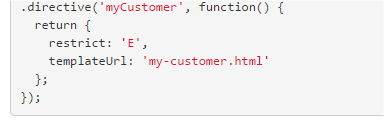 .directive('myCustomer', function() {
  return {
    restrict: 'E',
    templateUrl: 'my-customer.html'
  };
});